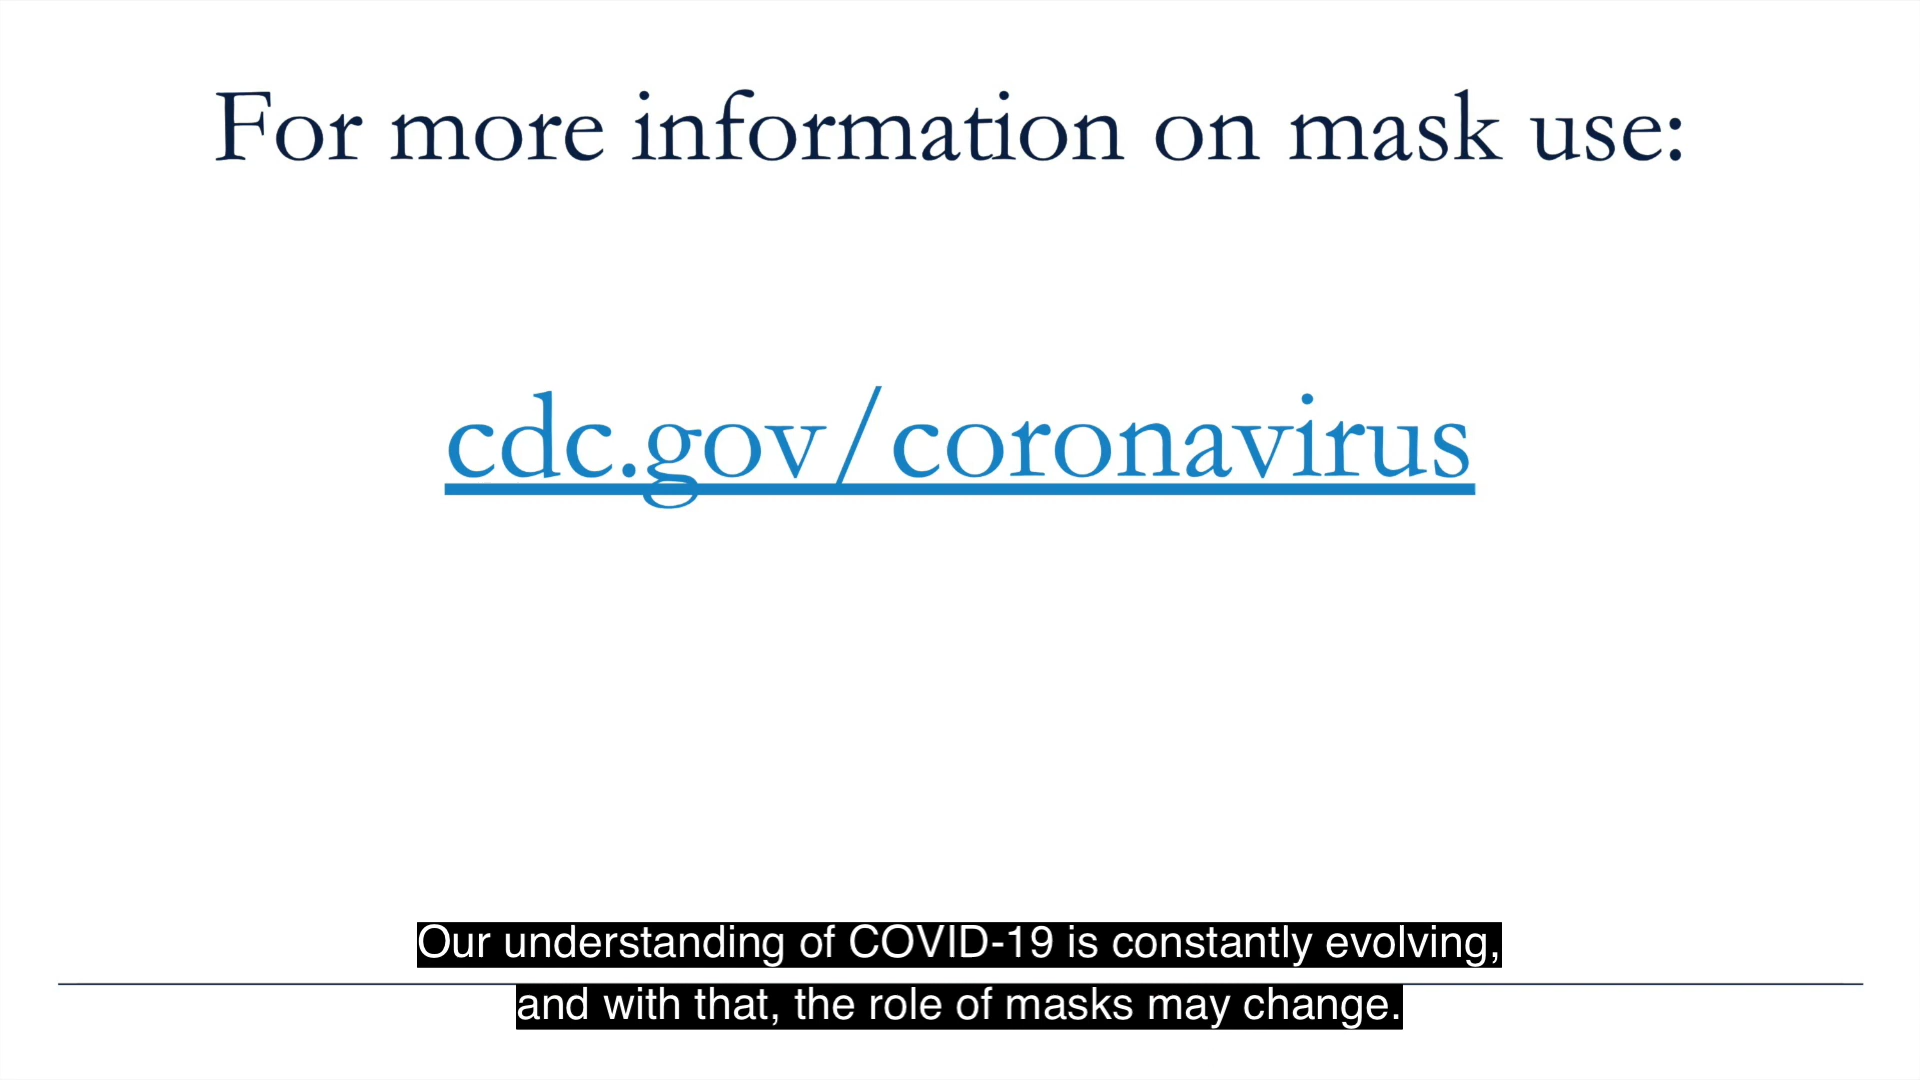 For more information on mask use:
cdc.gov/coronavirus
Our understanding of COVID-19 is constantly evolving,
and with that, the role of masks may change.